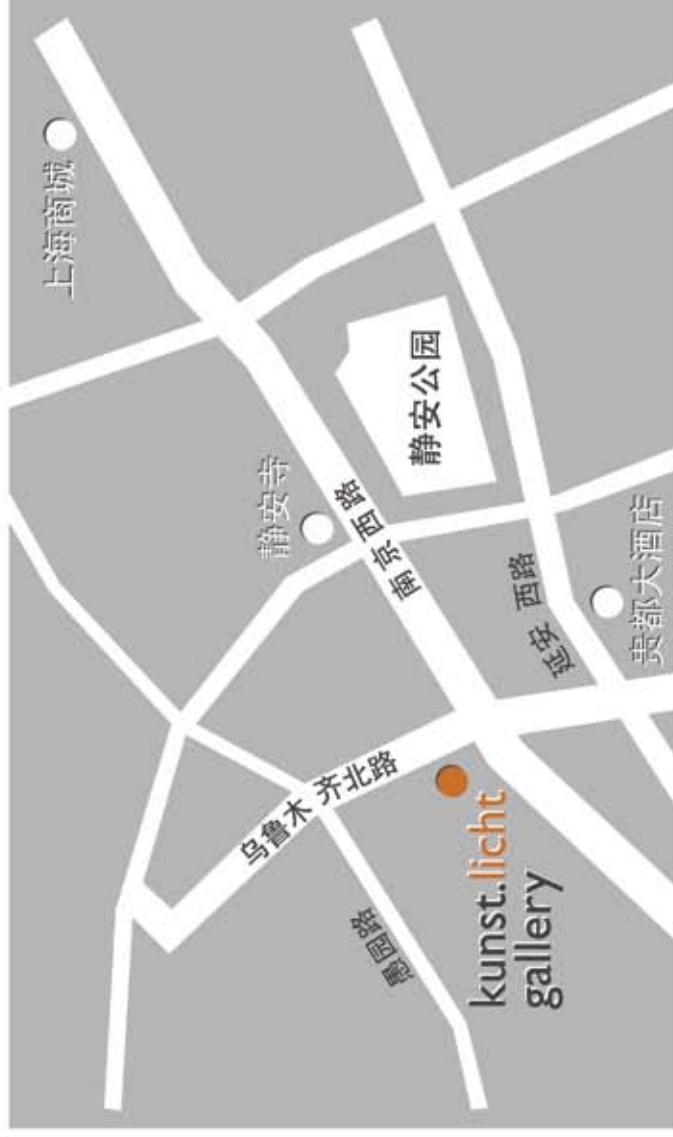 上海商城
静安寺
静安公园
南京西路
延安 西路
贵都大酒店
乌鲁木 齐北路
愚园路
kunst.licht
gallery